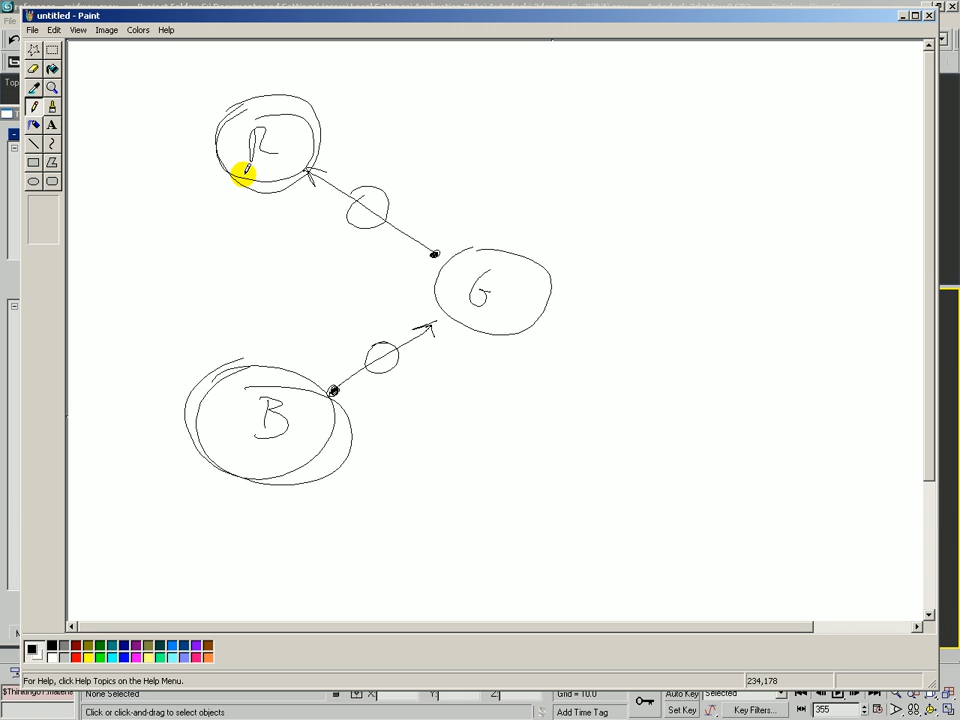 untitled - Paint
File Edit View Image Colors Help
Top
R
G
B
For Help, click Help Topics on the Help Menu.
234,178
None Selected
X:
Y:
Z:
Grid = 10.0
Auto Key
Selected
Click or click-and-drag to select objects
Add Time Tag
Set Key
Key Filters...
355